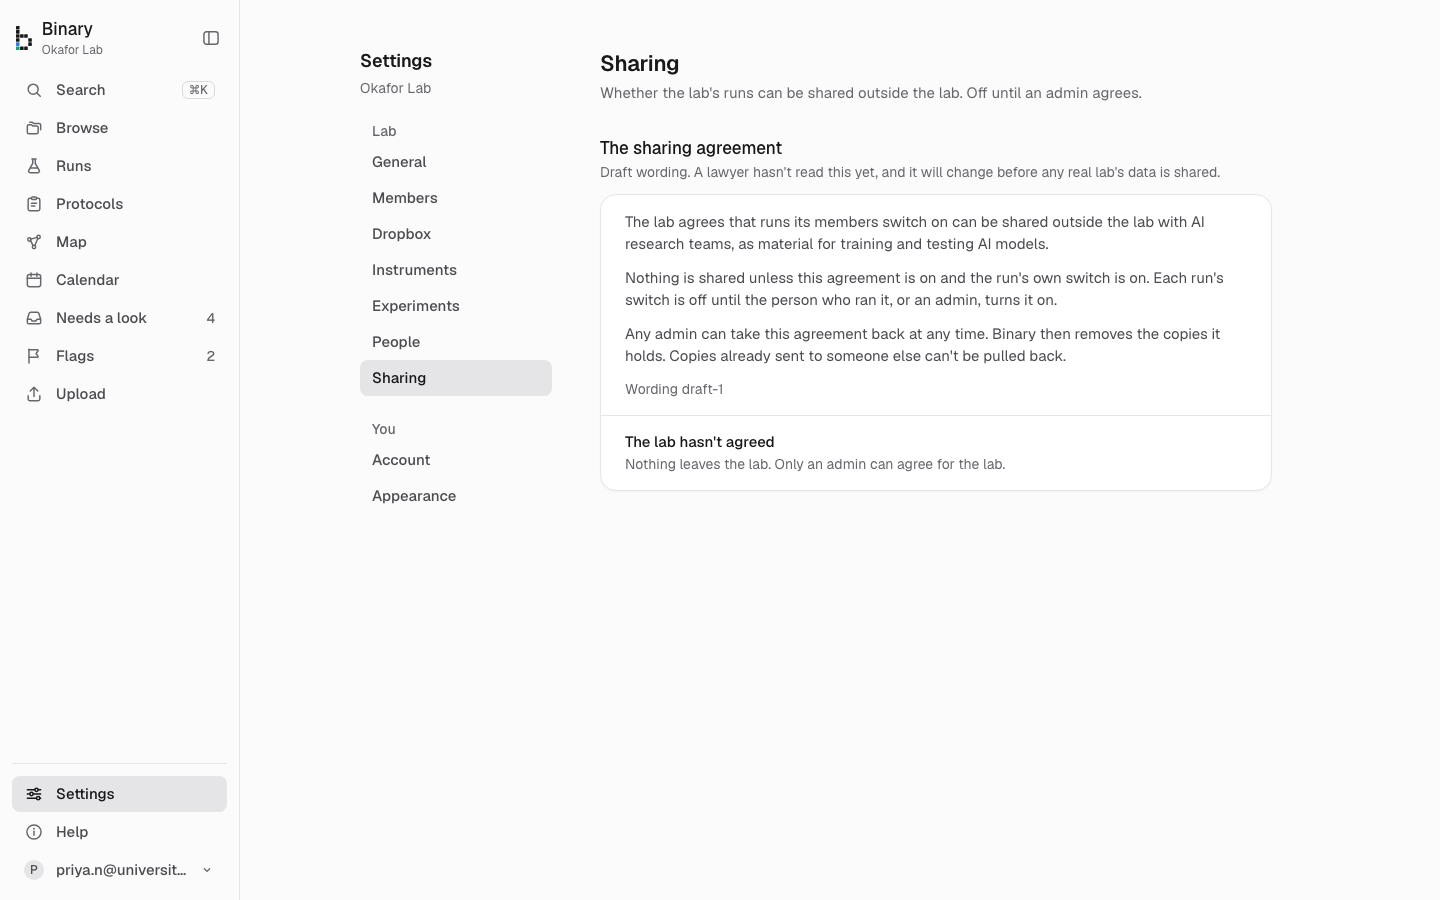 Binary
Okafor Lab
Search ⌘K
Browse
Runs
Protocols
Map
Calendar
Needs a look 4
Flags 2
Upload
Settings
Help
P priya.n@universit...
Settings
Okafor Lab
Lab
General
Members
Dropbox
Instruments
Experiments
People
Sharing
You
Account
Appearance
Sharing
Whether the lab's runs can be shared outside the lab. Off until an admin agrees.
The sharing agreement
Draft wording. A lawyer hasn't read this yet, and it will change before any real lab's data is shared.
The lab agrees that runs its members switch on can be shared outside the lab with AI
research teams, as material for training and testing AI models.
Nothing is shared unless this agreement is on and the run's own switch is on. Each run's
switch is off until the person who ran it, or an admin, turns it on.
Any admin can take this agreement back at any time. Binary then removes the copies it
holds. Copies already sent to someone else can't be pulled back.
Wording draft-1
The lab hasn't agreed
Nothing leaves the lab. Only an admin can agree for the lab.